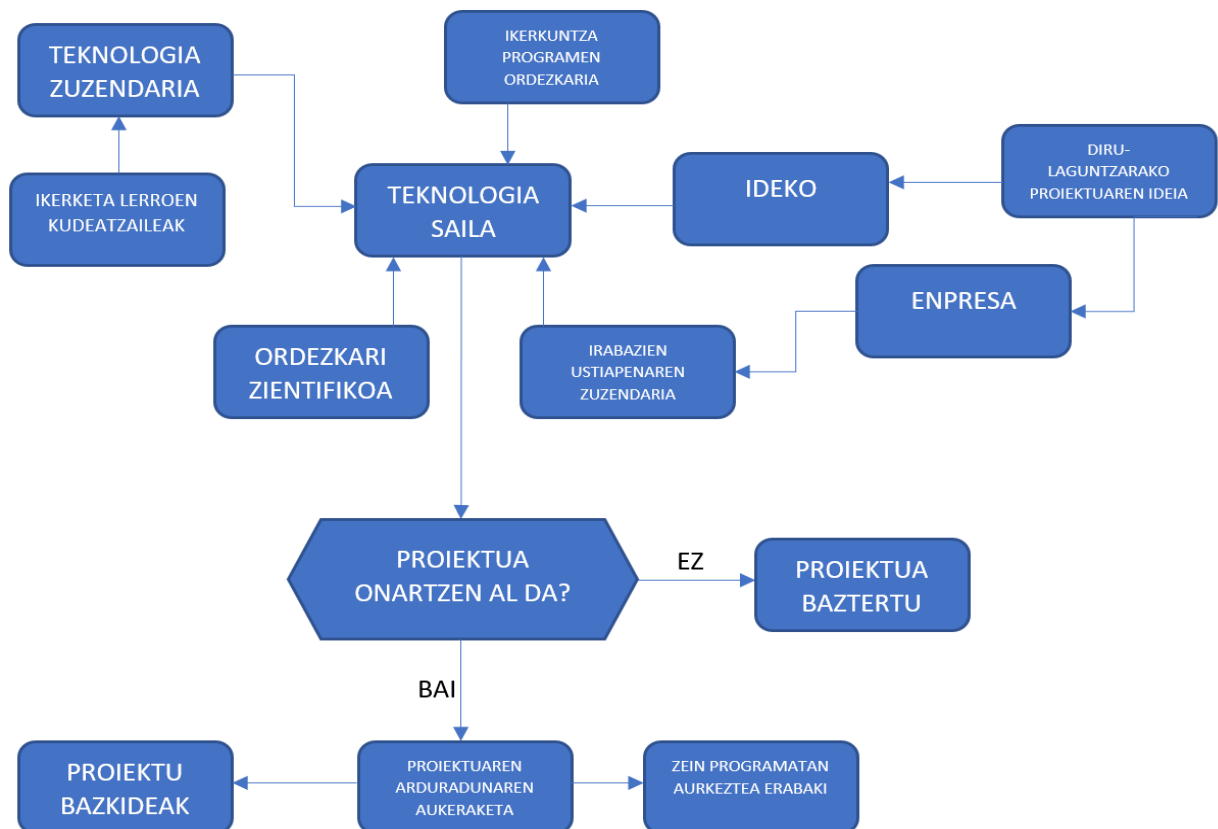 TEKNOLOGIA
ZUZENDARIA
IKERKUNTZA
PROGRAMEN
ORDEZKARIA
IKERKETA LERROEN
KUDEATZAILEAK
TEKNOLOGIA
SAILA
IDEKO
DIRU-
LAGUNTZARAKO
PROIEKTUAREN IDEIA
ENPRESA
ORDEZKARI
ZIENTIFIKOA
IRABAZIEN
USTIAPENAREN
ZUZENDARIA
PROIEKTUA
ONARTZEN AL DA?
EZ
PROIEKTUA
BAZTERTU
BAI
PROIEKTU
BAZKIDEAK
PROIEKTUAREN
ARDURADUNAREN
AUKERAKETA
ZEIN PROGRAMATAN
AURKEZTEA ERABAKI